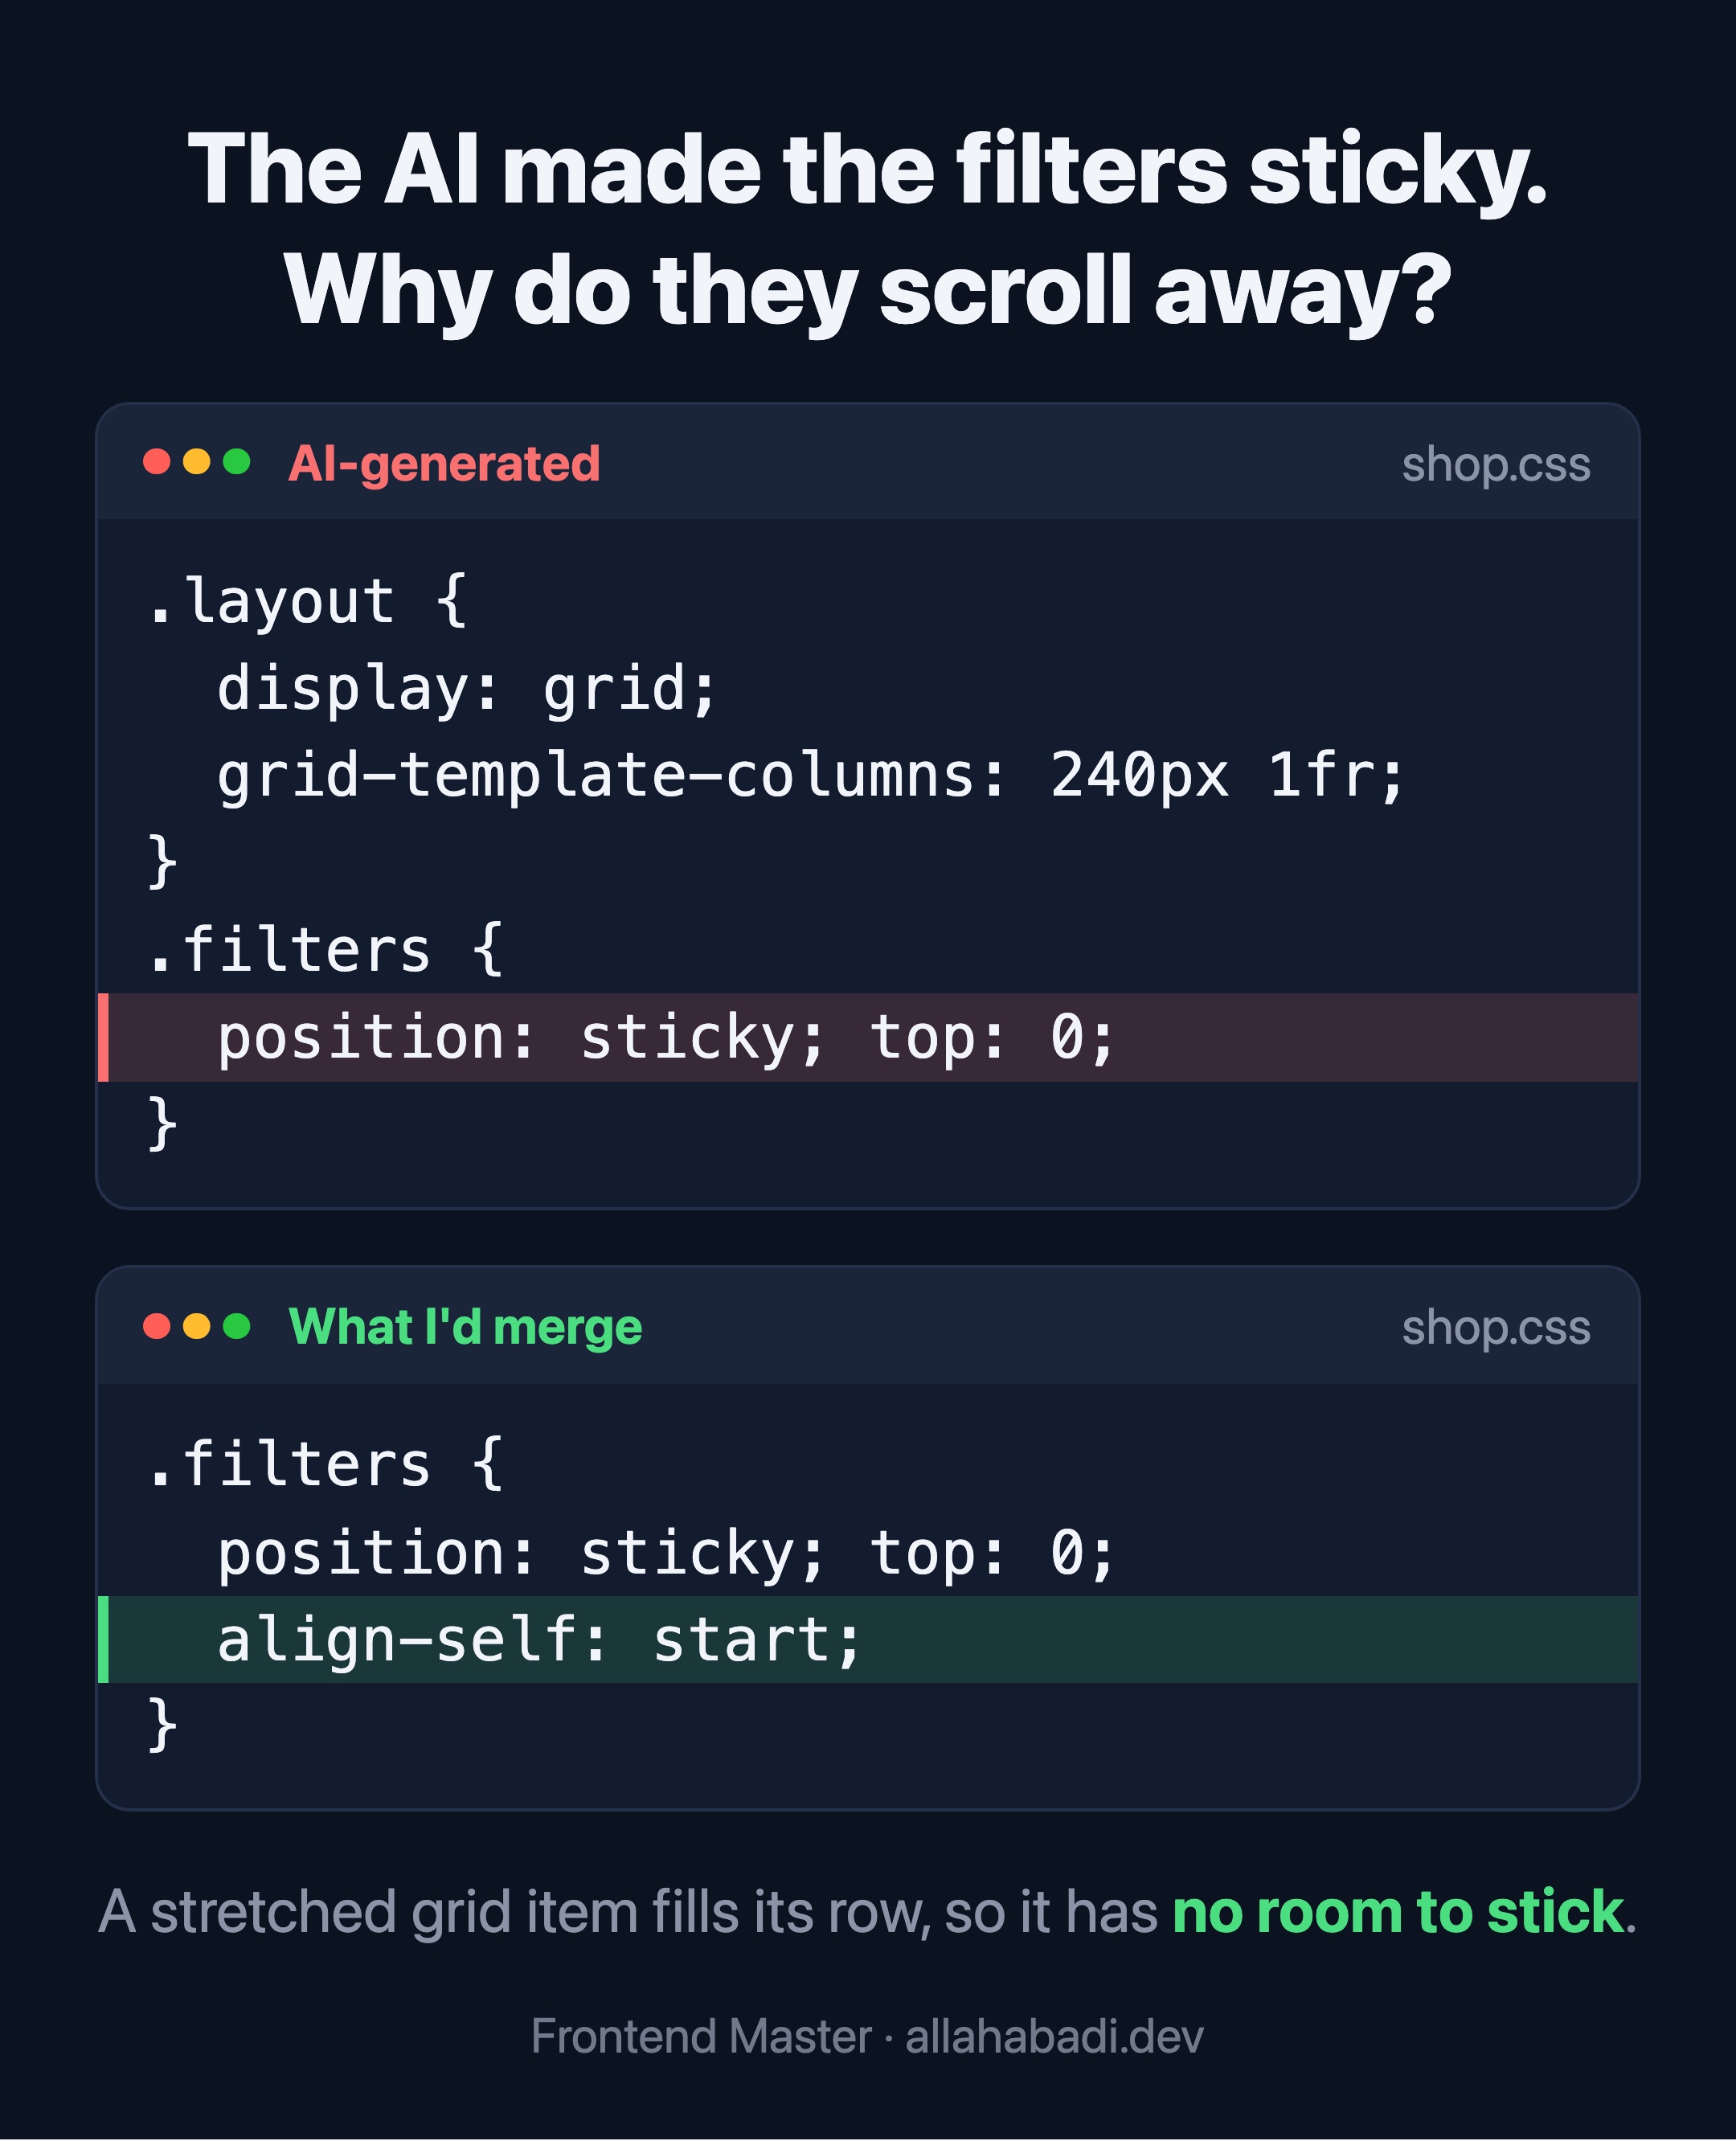 The AI made the filters sticky.
Why do they scroll away?
AI-generated shop.css
.layout {
  display: grid;
  grid-template-columns: 240px 1fr;
}
.filters {
  position: sticky; top: 0;
}
What I'd merge shop.css
.filters {
  position: sticky; top: 0;
  align-self: start;
}
A stretched grid item fills its row, so it has no room to stick.
Frontend Master · allahabadi.dev